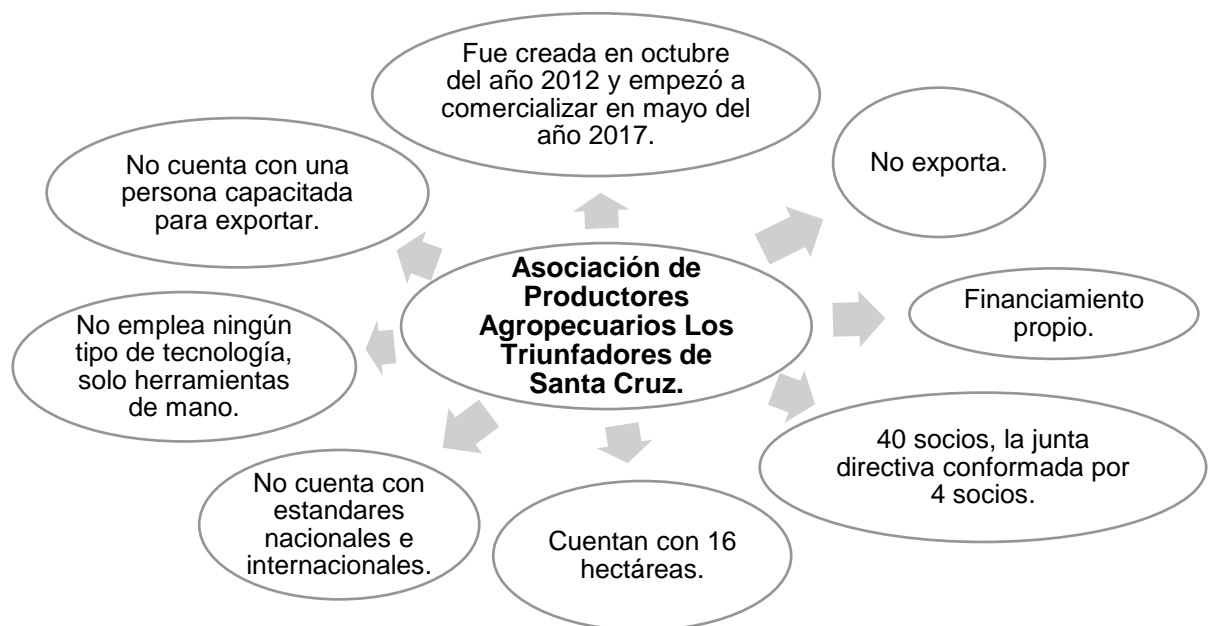 Fue creada en octubre
del año 2012 y empezó a
comercializar en mayo del
año 2017.
No exporta.
Financiamiento
propio.
40 socios, la junta
directiva conformada por
4 socios.
Cuentan con 16
hectáreas.
No cuenta con
estandares
nacionales e
internacionales.
No emplea ningún
tipo de tecnología,
solo herramientas
de mano.
No cuenta con una
persona capacitada
para exportar.
Asociación de
Productores
Agropecuarios Los
Triunfadores de
Santa Cruz.